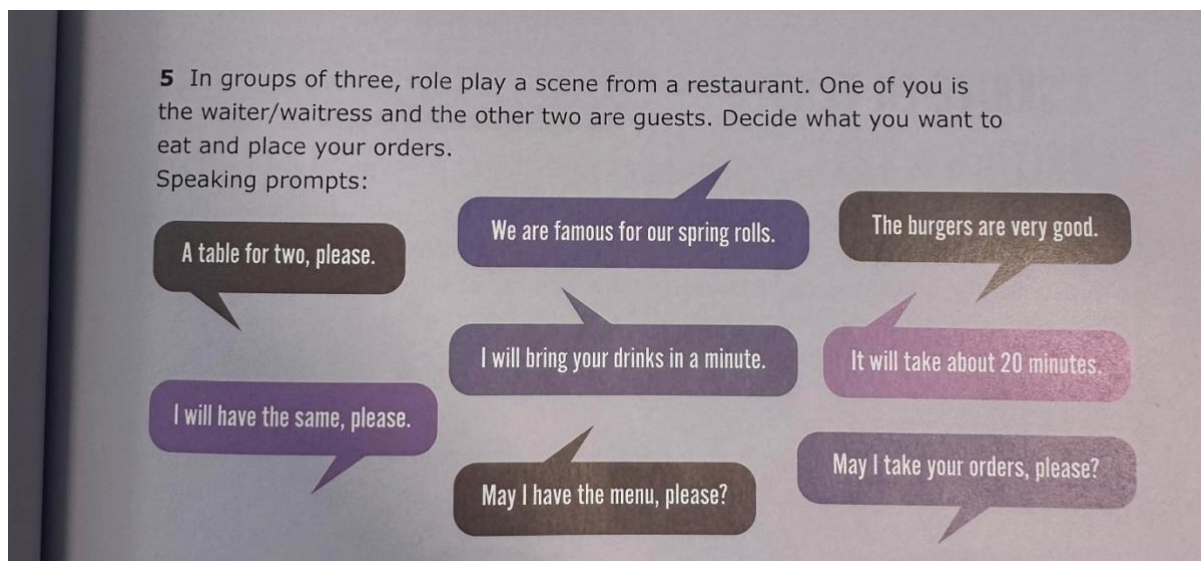 5 In groups of three, role play a scene from a restaurant. One of you is
the waiter/waitress and the other two are guests. Decide what you want to
eat and place your orders.
Speaking prompts:
A table for two, please.
We are famous for our spring rolls.
The burgers are very good.
I will bring your drinks in a minute.
It will take about 20 minutes.
I will have the same, please.
May I have the menu, please?
May I take your orders, please?